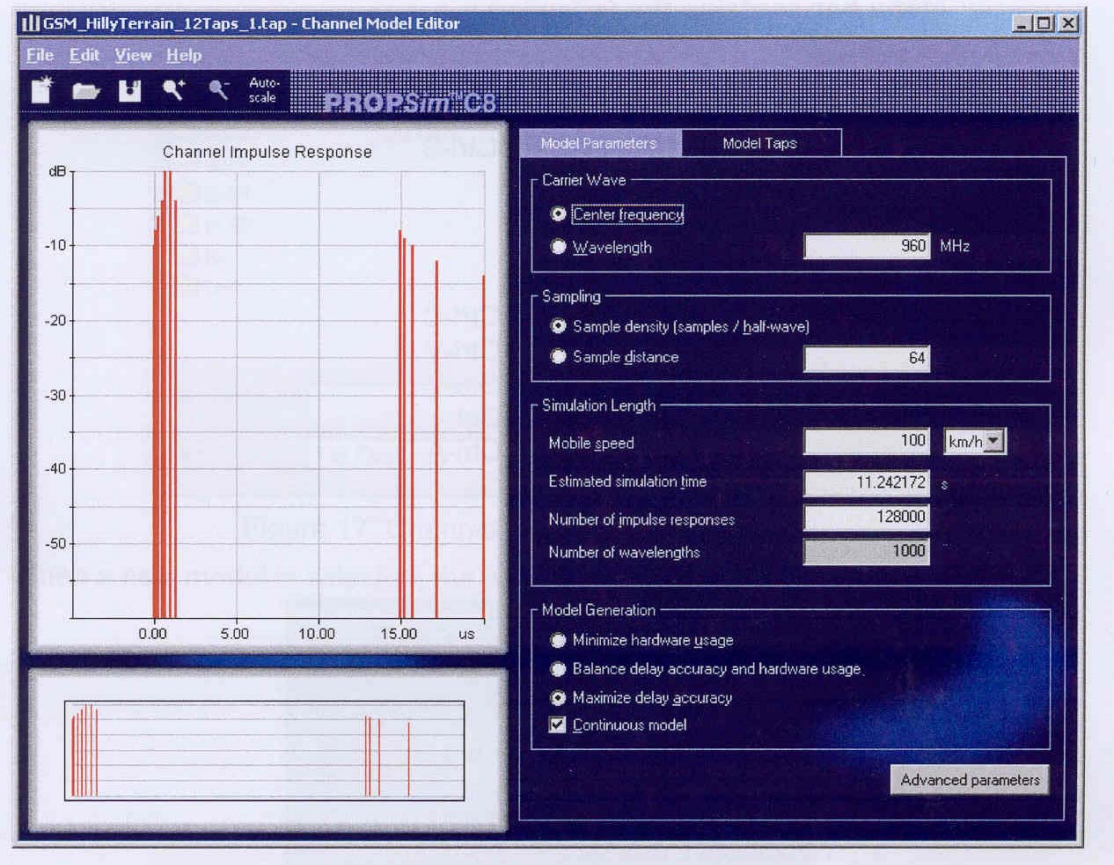 GSM_HillyTerrain_12Taps_1.tap - Channel Model Editor
File Edit View Help
Auto-
scale
PROPSim™C8
Channel Impulse Response
dB
-10
-20
-30
-40
-50
0.00 5.00 10.00 15.00 us
Model Parameters Model Taps
Carrier Wave
Center frequency
Wavelength 960 MHz
Sampling
Sample density (samples / half-wave)
Sample distance 64
Simulation Length
Mobile speed 100 km/h
Estimated simulation time 11.242172 s
Number of impulse responses 128000
Number of wavelengths 1000
Model Generation
Minimize hardware usage
Balance delay accuracy and hardware usage.
Maximize delay accuracy
Continuous model
Advanced parameters